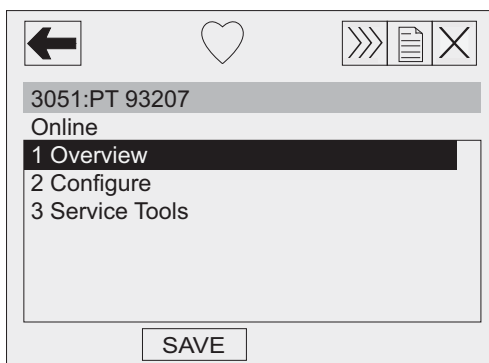 3051:PT 93207
Online
1 Overview
2 Configure
3 Service Tools
SAVE